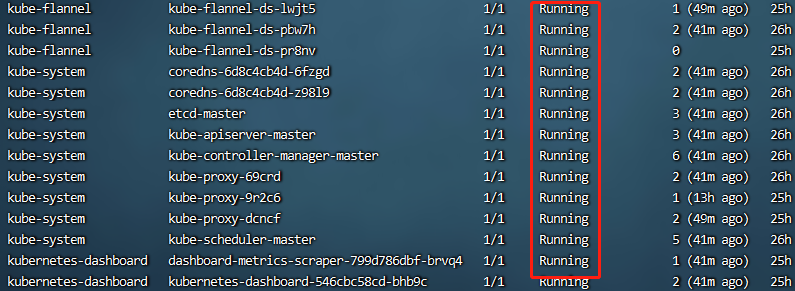 kube-flannel kube-flannel-ds-lwjt5 1/1 Running 1 (49m ago) 25h
kube-flannel kube-flannel-ds-pbw7h 1/1 Running 2 (41m ago) 26h
kube-flannel kube-flannel-ds-pr8nv 1/1 Running 0 25h
kube-system coredns-6d8c4cb4d-6fzgd 1/1 Running 2 (41m ago) 26h
kube-system coredns-6d8c4cb4d-z98l9 1/1 Running 2 (41m ago) 26h
kube-system etcd-master 1/1 Running 3 (41m ago) 26h
kube-system kube-apiserver-master 1/1 Running 3 (41m ago) 26h
kube-system kube-controller-manager-master 1/1 Running 6 (41m ago) 26h
kube-system kube-proxy-69crd 1/1 Running 2 (41m ago) 26h
kube-system kube-proxy-9r2c6 1/1 Running 1 (13h ago) 25h
kube-system kube-proxy-dcncf 1/1 Running 2 (49m ago) 25h
kube-system kube-scheduler-master 1/1 Running 5 (41m ago) 26h
kubernetes-dashboard dashboard-metrics-scraper-799d786dbf-brvq4 1/1 Running 1 (41m ago) 25h
kubernetes-dashboard kubernetes-dashboard-546cbc58cd-bhb9c 1/1 Running 2 (41m ago) 25h